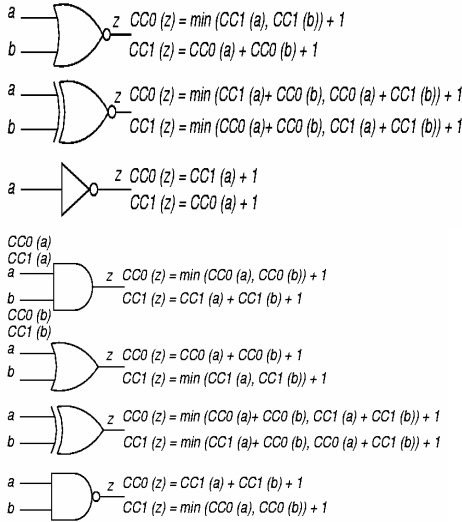 a
z CC0 (z) = min (CC1 (a), CC1 (b)) + 1
b
CC1 (z) = CC0 (a) + CC0 (b) + 1
a
z CC0 (z) = min (CC1 (a)+ CC0 (b), CC0 (a) + CC1 (b)) + 1
b
CC1 (z) = min (CC0 (a)+ CC0 (b), CC1 (a) + CC1 (b)) + 1
a
z CC0 (z) = CC1 (a) + 1
CC1 (z) = CC0 (a) + 1
CC0 (a)
CC1 (a)
a
z CC0 (z) = min (CC0 (a), CC0 (b)) + 1
b
CC1 (z) = CC1 (a) + CC1 (b) + 1
CC0 (b)
CC1 (b)
a
z CC0 (z) = CC0 (a) + CC0 (b) + 1
b
CC1 (z) = min (CC1 (a), CC1 (b)) + 1
a
z CC0 (z) = min (CC0 (a)+ CC0 (b), CC1 (a) + CC1 (b)) + 1
b
CC1 (z) = min (CC1 (a)+ CC0 (b), CC0 (a) + CC1 (b)) + 1
a
z CC0 (z) = CC1 (a) + CC1 (b) + 1
b
CC1 (z) = min (CC0 (a), CC0 (b)) + 1